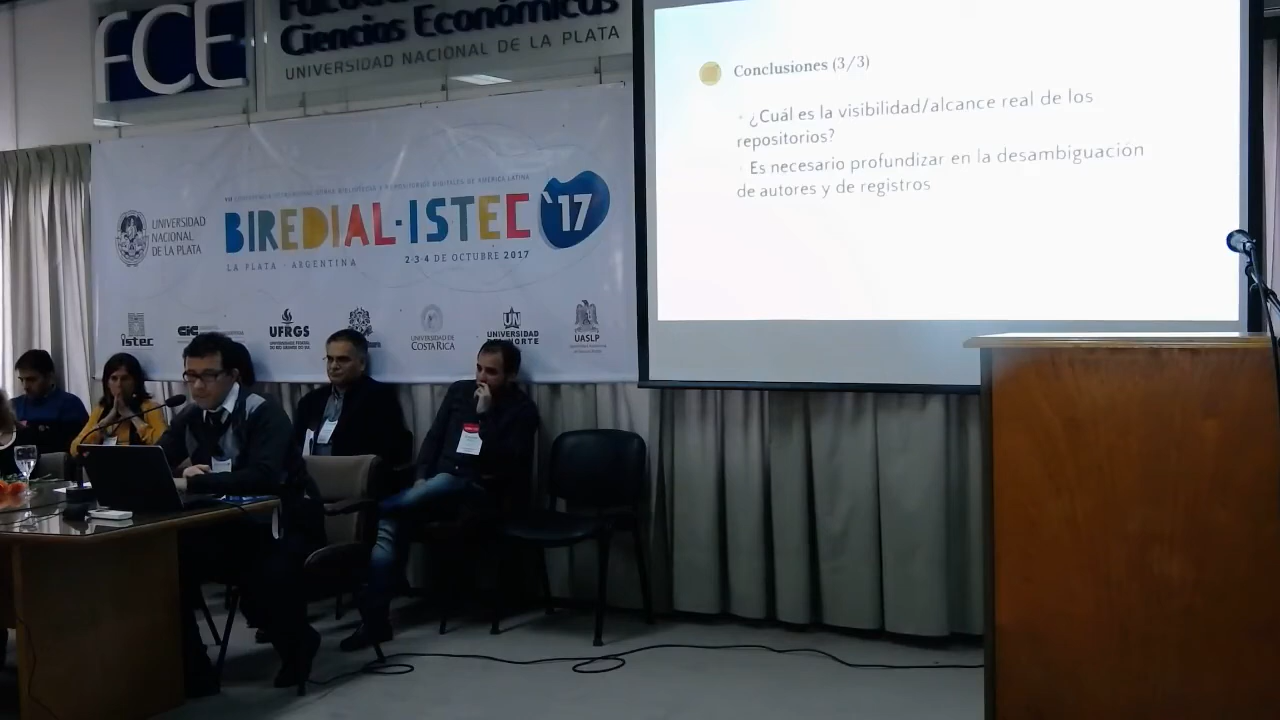 FCE
Ciencias Económicas
UNIVERSIDAD NACIONAL DE LA PLATA
UNIVERSIDAD
NACIONAL
DE LA PLATA
BIREDIAL-ISTEC '17
LA PLATA · ARGENTINA
2·3·4 DE OCTUBRE 2017
istec
UFRGS
UNIVERSIDAD DE
COSTA RICA
UN
UNIVERSIDAD
DEL NORTE
UASLP
Conclusiones (3/3)
¿Cuál es la visibilidad/alcance real de los
repositorios?
Es necesario profundizar en la desambiguación
de autores y de registros